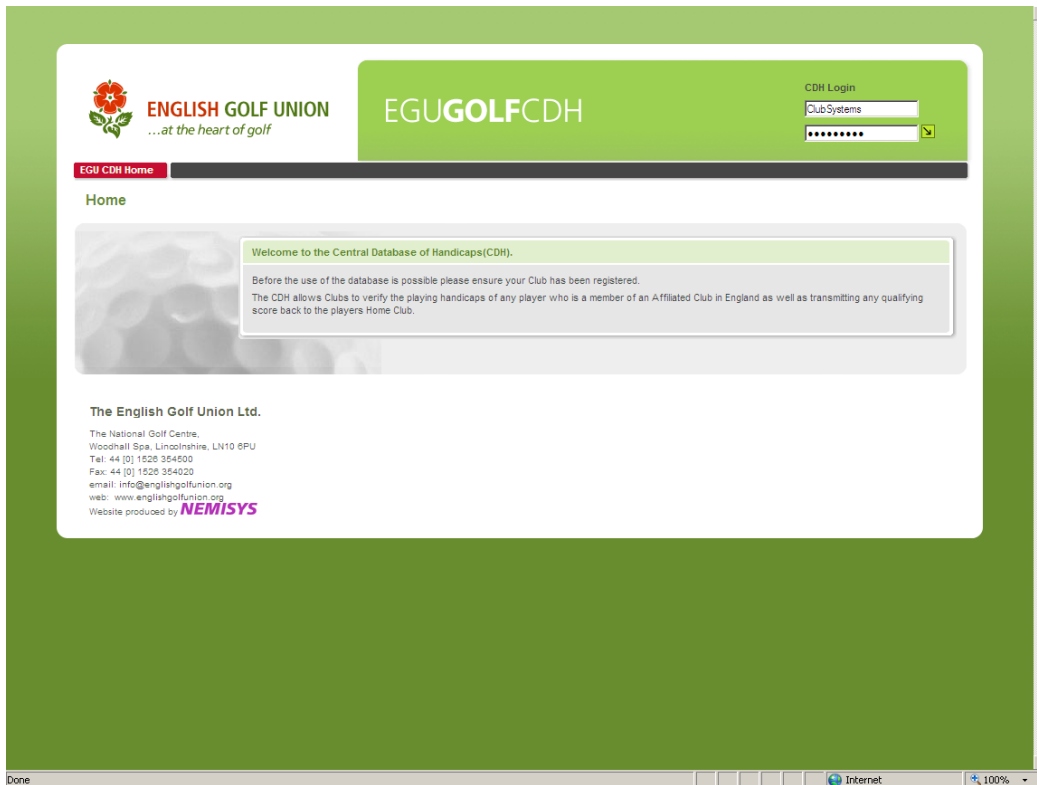 ENGLISH GOLF UNION
...at the heart of golf
EGUGOLFCDH
CDH Login
ClubSystems
•••••••••
EGU CDH Home
Home
Welcome to the Central Database of Handicaps(CDH).
Before the use of the database is possible please ensure your Club has been registered.
The CDH allows Clubs to verify the playing handicaps of any player who is a member of an Affiliated Club in England as well as transmitting any qualifying
score back to the players Home Club.
The English Golf Union Ltd.
The National Golf Centre,
Woodhall Spa, Lincolnshire, LN10 6PU
Tel: 44 [0] 1526 354500
Fax: 44 [0] 1526 354020
email: info@englishgolfunion.org
web: www.englishgolfunion.org
Website produced by NEMISYS
Done
Internet
100%